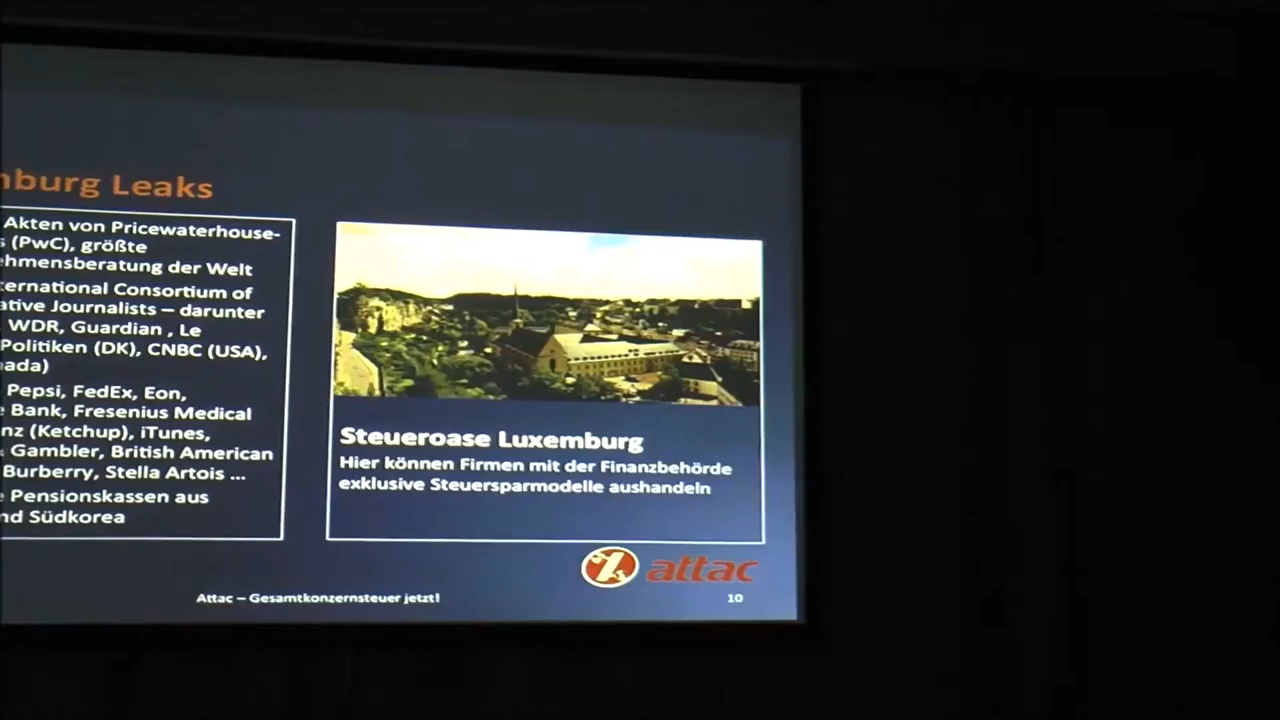 nburg Leaks
Akten von Pricewaterhouse-
s (PwC), größte
ehmensberatung der Welt
ternational Consortium of
ative Journalists – darunter
WDR, Guardian , Le
Politiken (DK), CNBC (USA),
nada)
Pepsi, FedEx, Eon,
e Bank, Fresenius Medical
nz (Ketchup), iTunes,
& Gambler, British American
Burberry, Stella Artois ...
e Pensionskassen aus
nd Südkorea
Steueroase Luxemburg
Hier können Firmen mit der Finanzbehörde
exklusive Steuersparmodelle aushandeln
attac
Attac – Gesamtkonzernsteuer jetzt!
10